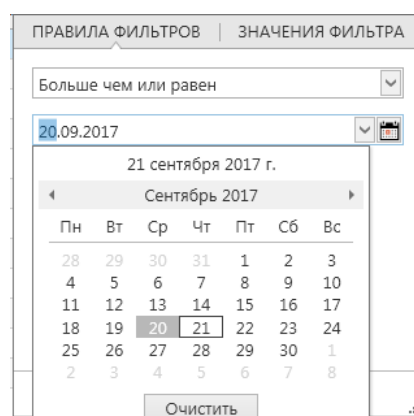 ПРАВИЛА ФИЛЬТРОВ | ЗНАЧЕНИЯ ФИЛЬТРА
Больше чем или равен
20.09.2017
21 сентября 2017 г.
Сентябрь 2017
Пн Вт Ср Чт Пт Сб Вс
28 29 30 31 1 2 3
4 5 6 7 8 9 10
11 12 13 14 15 16 17
18 19 20 21 22 23 24
25 26 27 28 29 30 1
2 3 4 5 6 7 8
Очистить